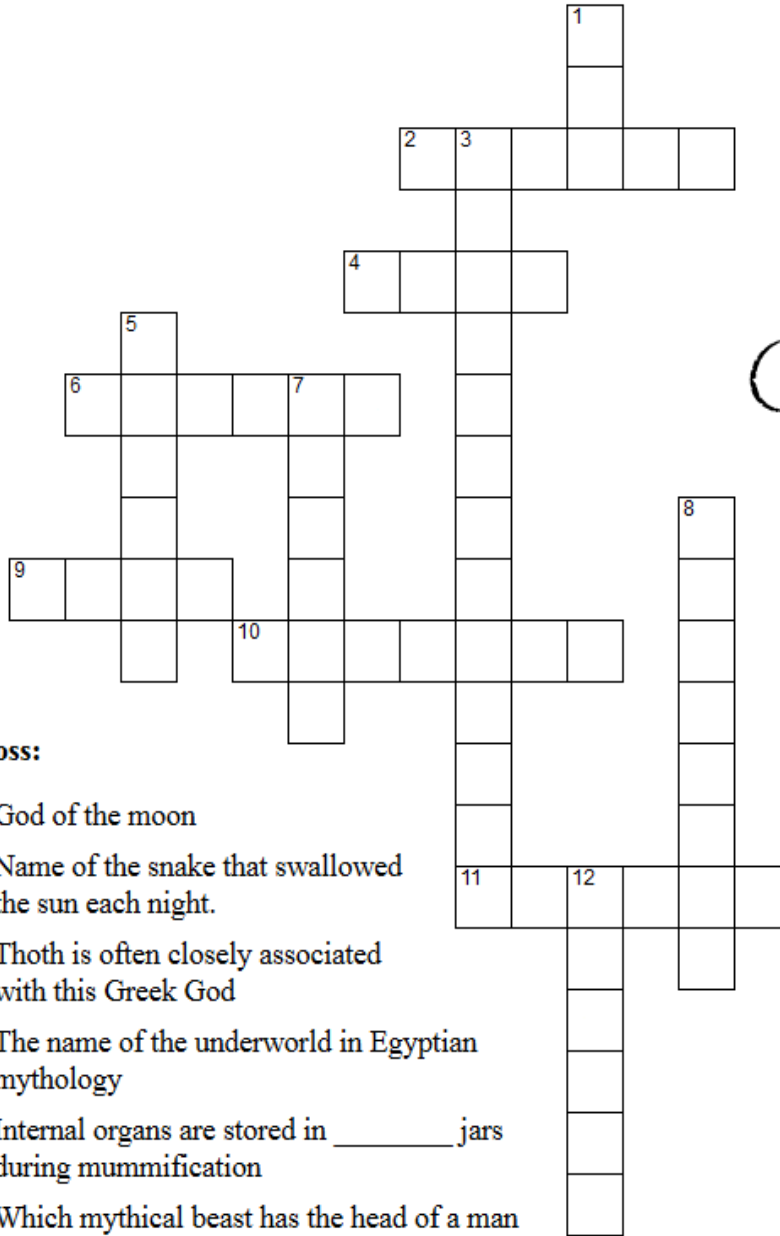 1
2 3
4
5
6 7
8
9
10
oss:
God of the moon
11 12
Name of the snake that swallowed
the sun each night.
Thoth is often closely associated
with this Greek God
The name of the underworld in Egyptian
mythology
Internal organs are stored in ________ jars
during mummification
Which mythical beast has the head of a man